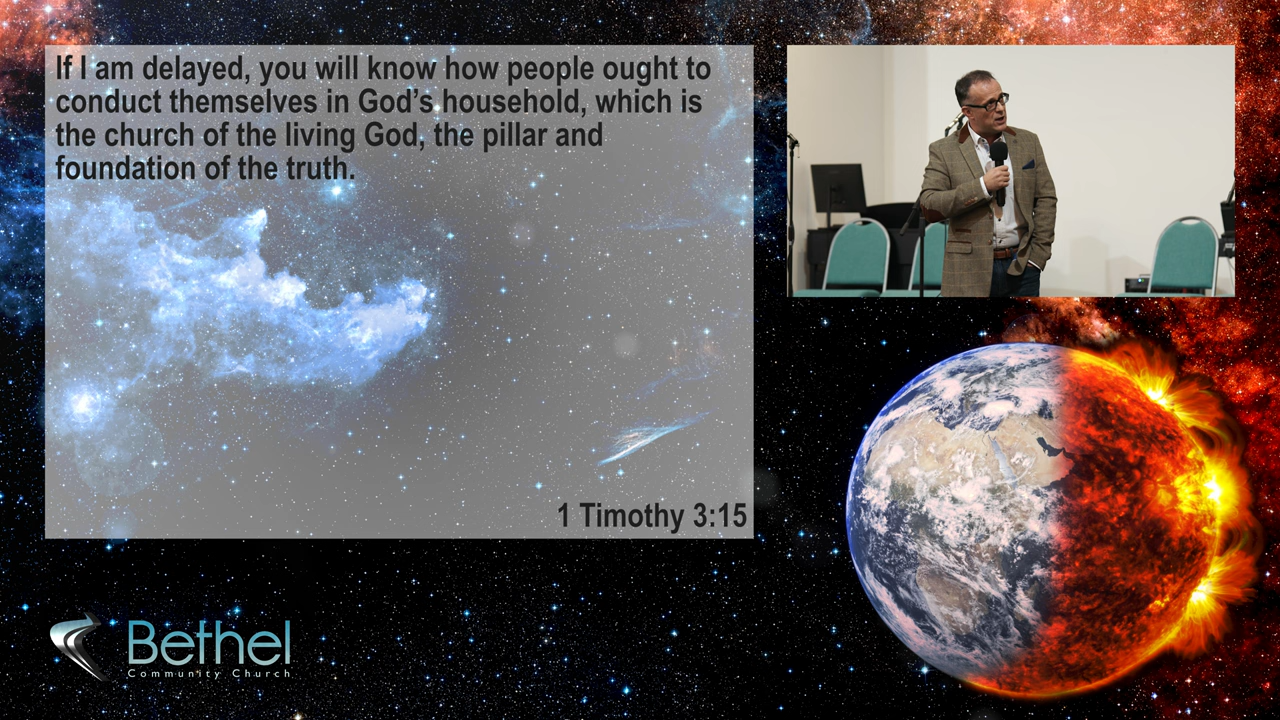 If I am delayed, you will know how people ought to
conduct themselves in God’s household, which is
the church of the living God, the pillar and
foundation of the truth.
1 Timothy 3:15
Bethel
Community Church